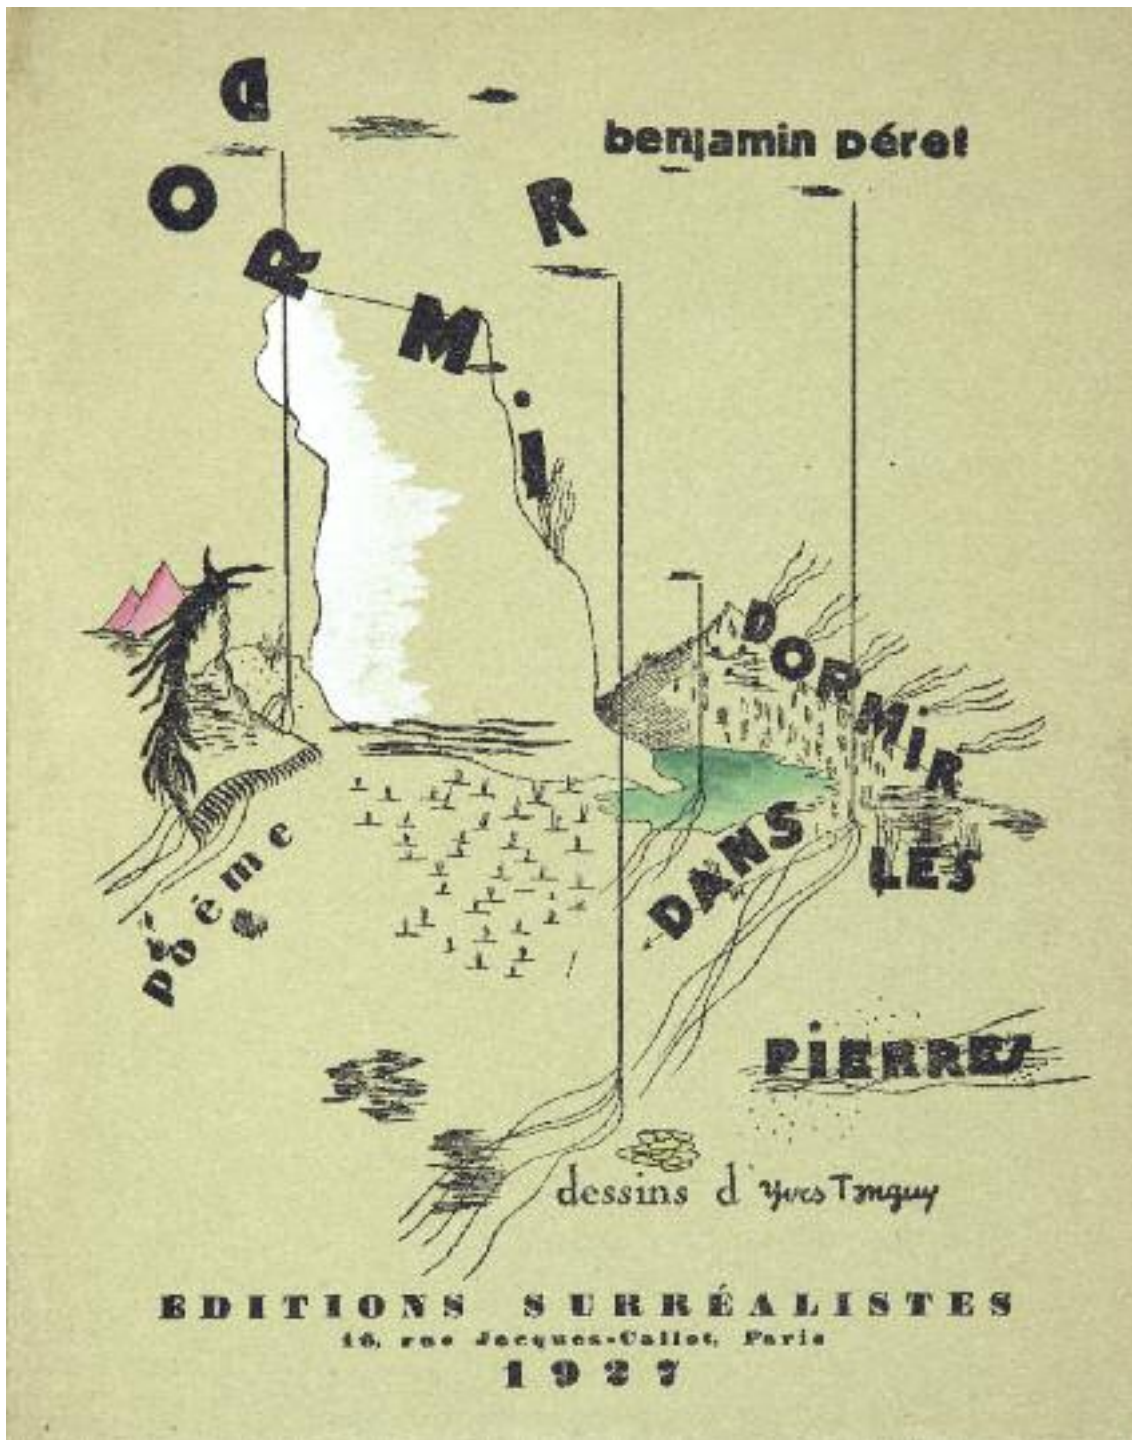 benjamin péret
DORMIR
DORMIR
DANS
LES
PIERRES
poème
dessins d'Yves Tanguy
EDITIONS SURRÉALISTES
16, rue Jacques-Callot, Paris
1927